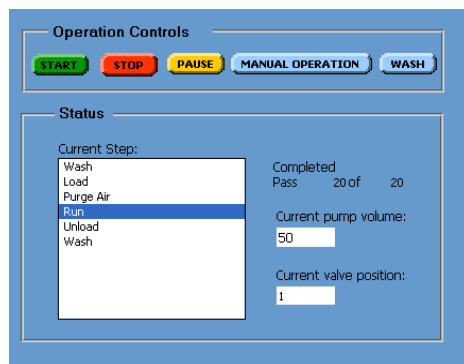 Operation Controls
START STOP PAUSE MANUAL OPERATION WASH
Status
Current Step:
Wash
Load
Purge Air
Run
Unload
Wash
Completed
Pass 20 of 20
Current pump volume:
50
Current valve position:
1